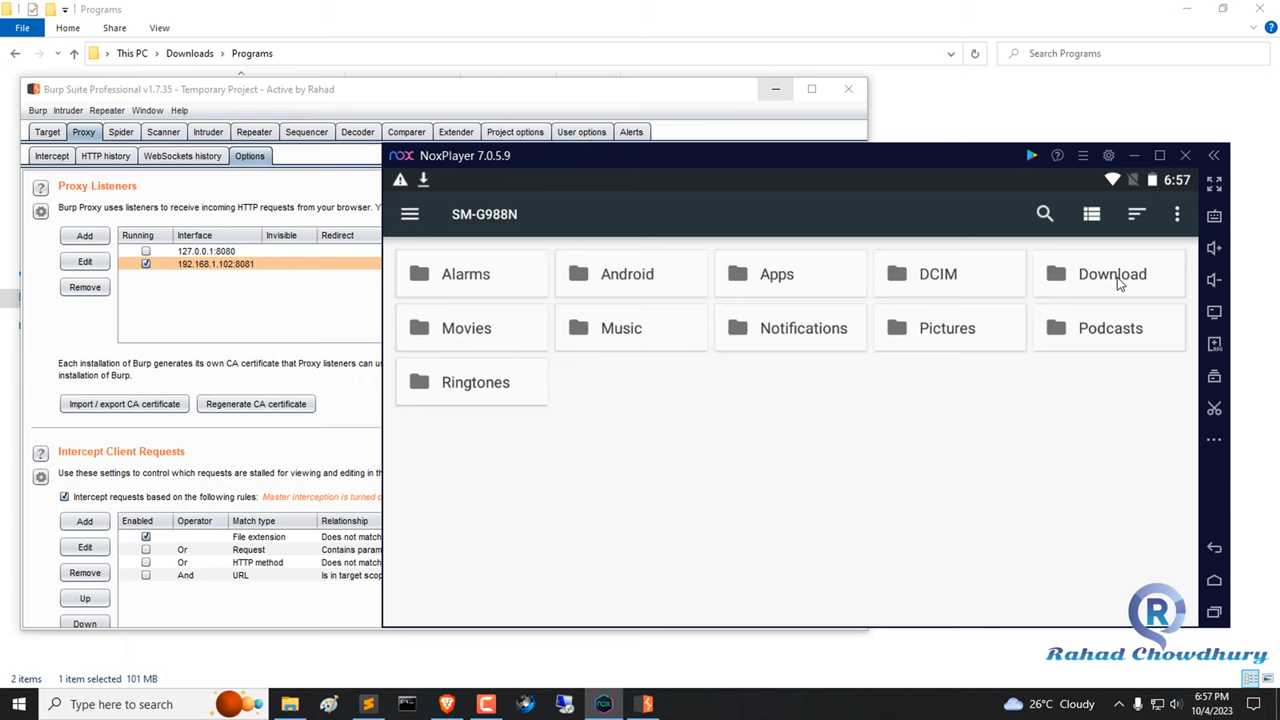 Programs
File Home Share View
This PC Downloads Programs
Search Programs
Burp Suite Professional v1.7.35 - Temporary Project - Active by Rahad
Burp Intruder Repeater Window Help
Target Proxy Spider Scanner Intruder Repeater Sequencer Decoder Comparer Extender Project options User options Alerts
Intercept HTTP history WebSockets history Options
Proxy Listeners
Burp Proxy uses listeners to receive incoming HTTP requests from your browser.
Add Running Interface Invisible Redirect
127.0.0.1:8080
Edit 192.168.1.102:8081
Remove
Each installation of Burp generates its own CA certificate that Proxy listeners can us
installation of Burp.
Import / export CA certificate Regenerate CA certificate
Intercept Client Requests
Use these settings to control which requests are stalled for viewing and editing in the
Intercept requests based on the following rules: Master interception is turned o
Add Enabled Operator Match type Relationship
File extension Does not match
Edit Or Request Contains param
Or HTTP method Does not match
Remove And URL Is in target scop
Up
Down
nox NoxPlayer 7.0.5.9
6:57
SM-G988N
Alarms Android Apps DCIM Download
Movies Music Notifications Pictures Podcasts
Ringtones
R
Rahad Chowdhury
2 items 1 item selected 101 MB
Type here to search
nox
26°C Cloudy
6:57 PM
10/4/2023